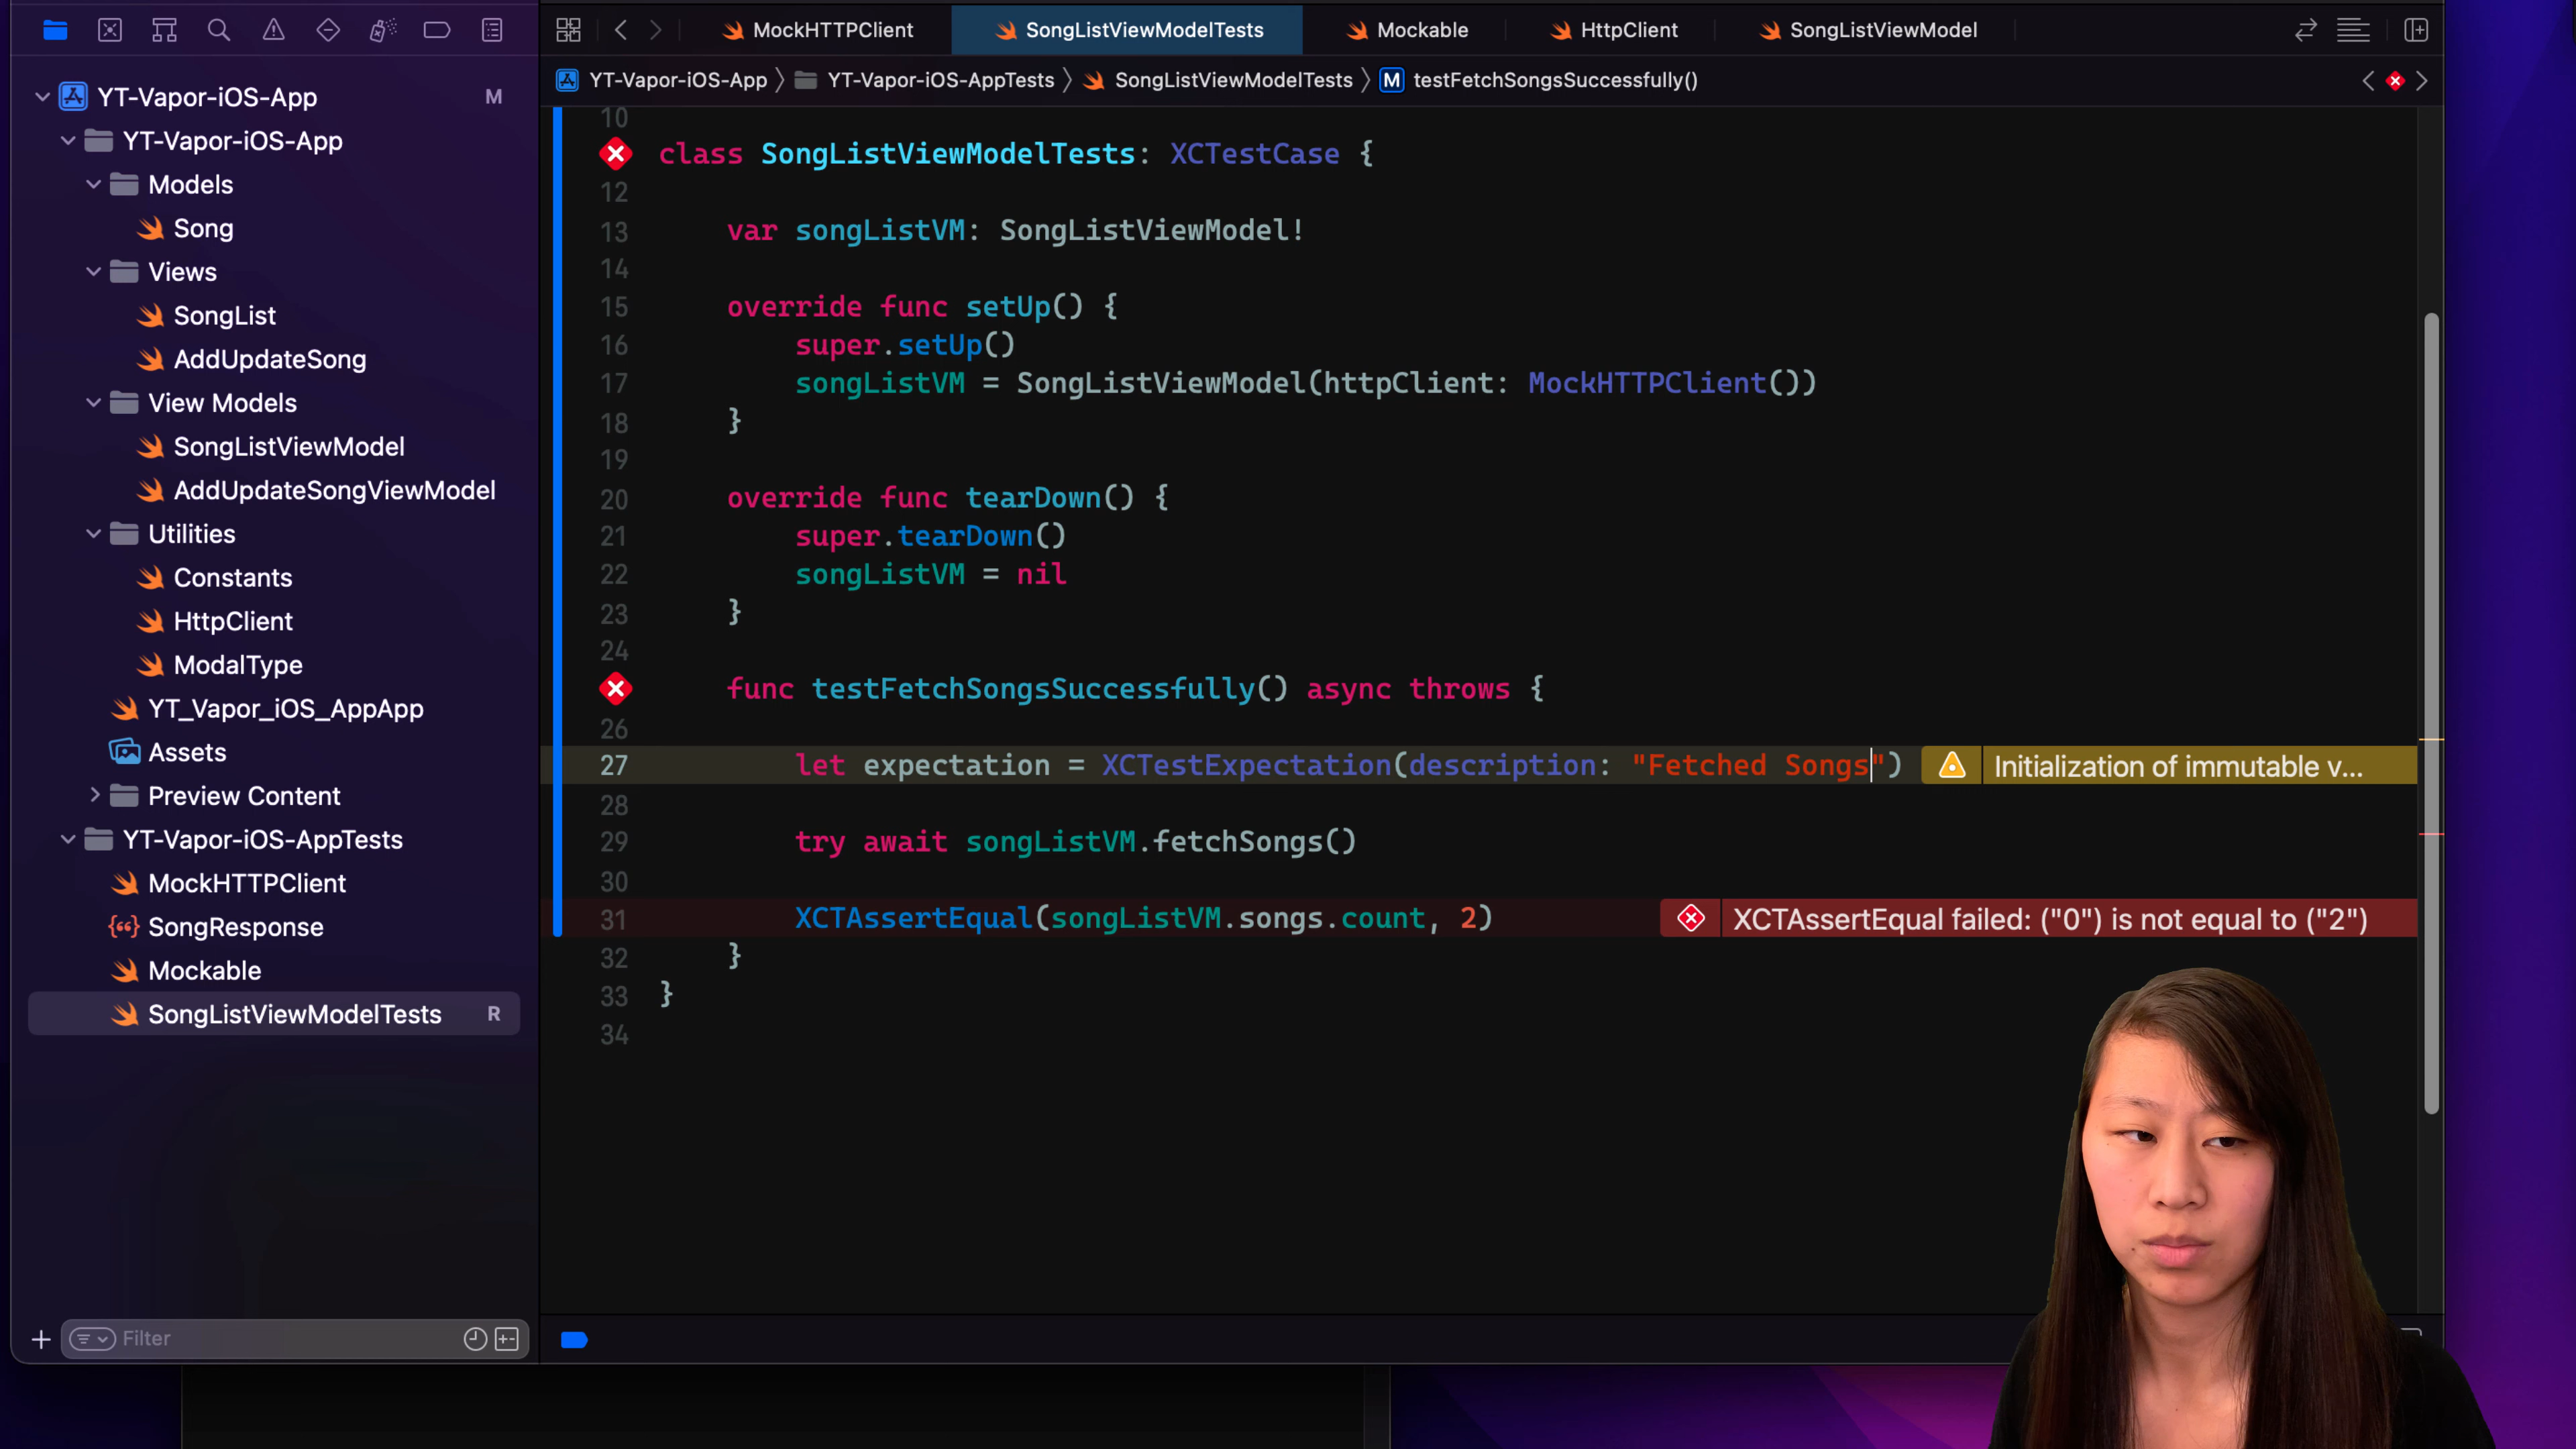 MockHTTPClient
SongListViewModelTests
Mockable
HttpClient
SongListViewModel
YT-Vapor-iOS-App
YT-Vapor-iOS-AppTests
SongListViewModelTests
M testFetchSongsSuccessfully()
YT-Vapor-iOS-App M
YT-Vapor-iOS-App
Models
Song
Views
SongList
AddUpdateSong
View Models
SongListViewModel
AddUpdateSongViewModel
Utilities
Constants
HttpClient
ModalType
YT_Vapor_iOS_AppApp
Assets
Preview Content
YT-Vapor-iOS-AppTests
MockHTTPClient
SongResponse
Mockable
SongListViewModelTests R
Filter
10
class SongListViewModelTests: XCTestCase {
12
13 var songListVM: SongListViewModel!
14
15 override func setUp() {
16 super.setUp()
17 songListVM = SongListViewModel(httpClient: MockHTTPClient())
18 }
19
20 override func tearDown() {
21 super.tearDown()
22 songListVM = nil
23 }
24
func testFetchSongsSuccessfully() async throws {
26
27 let expectation = XCTestExpectation(description: "Fetched Songs") Initialization of immutable v...
28
29 try await songListVM.fetchSongs()
30
31 XCTAssertEqual(songListVM.songs.count, 2) XCTAssertEqual failed: ("0") is not equal to ("2")
32 }
33 }
34